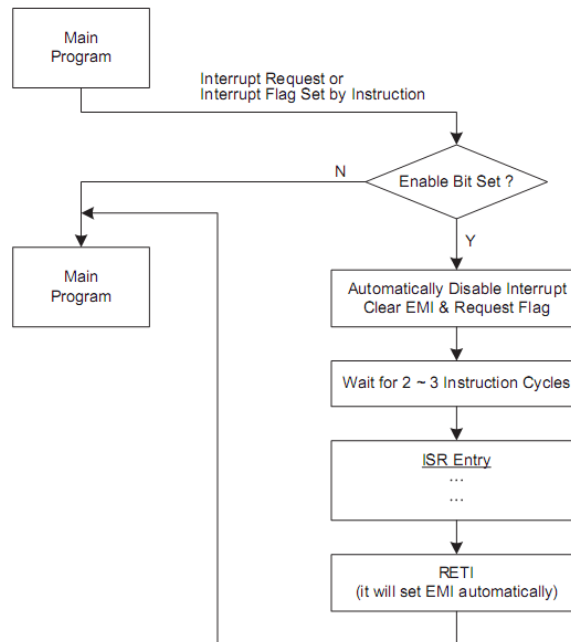 Main
Program
Interrupt Request or
Interrupt Flag Set by Instruction
Enable Bit Set ?
N
Y
Main
Program
Automatically Disable Interrupt
Clear EMI & Request Flag
Wait for 2 ~ 3 Instruction Cycles
ISR Entry
...
...
RETI
(it will set EMI automatically)